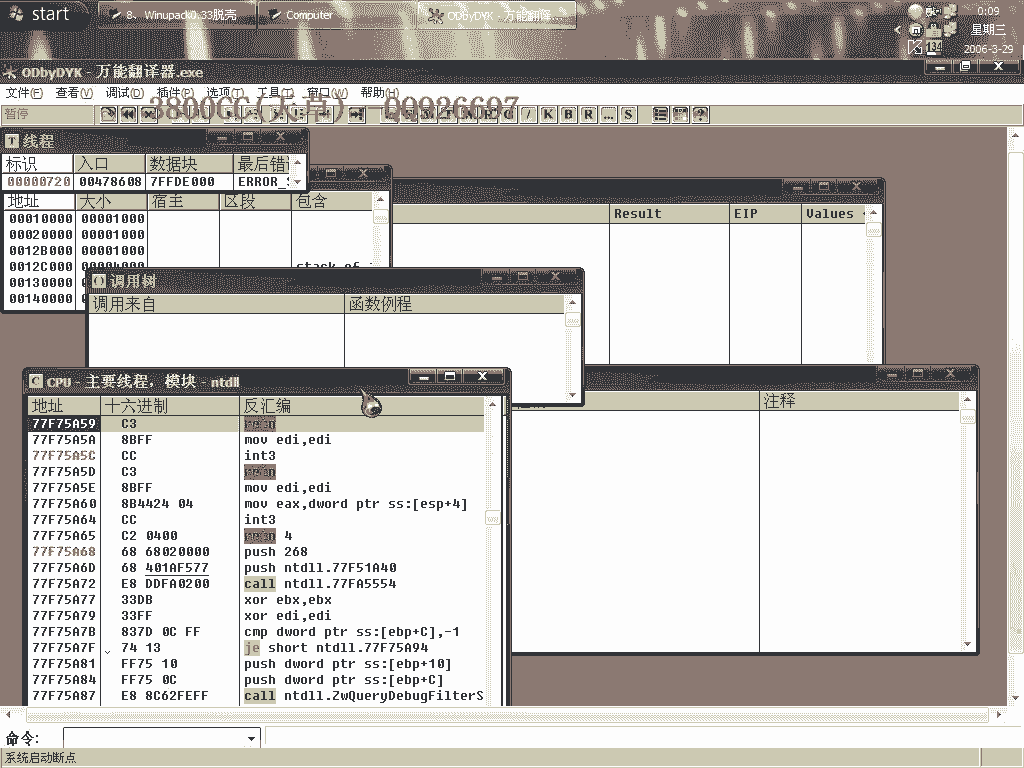 start
8、Winupack0.33脱壳
Computer
ODbyDYK - 万能翻译...
0:09
星期三
2006-3-29
134
ODbyDYK - 万能翻译器.exe
文件(F) 查看(V) 调试(D) 插件(P) 选项(T) 工具(I) 窗口(W) 帮助(H)
3800CC(天草)--QQ926697
暂停
/ K B R ... S
T 线程
标识 入口 数据块 最后错
00000720 00478608 7FFDE000 ERROR_
地址 大小 宿主 区段 包含
00010000 00001000
00020000 00001000
0012B000 00001000
0012C000 00004000 stack of
00130000
00140000
Result EIP Values
调用树
调用来自 函数例程
注释
C CPU - 主要线程, 模块 - ntdll
地址 十六进制 反汇编
77F75A59 C3 retn
77F75A5A 8BFF mov edi,edi
77F75A5C CC int3
77F75A5D C3 retn
77F75A5E 8BFF mov edi,edi
77F75A60 8B4424 04 mov eax,dword ptr ss:[esp+4]
77F75A64 CC int3
77F75A65 C2 0400 retn 4
77F75A68 68 68020000 push 268
77F75A6D 68 401AF577 push ntdll.77F51A40
77F75A72 E8 DDFA0200 call ntdll.77FA5554
77F75A77 33DB xor ebx,ebx
77F75A79 33FF xor edi,edi
77F75A7B 837D 0C FF cmp dword ptr ss:[ebp+C],-1
77F75A7F 74 13 je short ntdll.77F75A94
77F75A81 FF75 10 push dword ptr ss:[ebp+10]
77F75A84 FF75 0C push dword ptr ss:[ebp+C]
77F75A87 E8 8C62FEFF call ntdll.ZwQueryDebugFilterS
命令:
系统启动断点